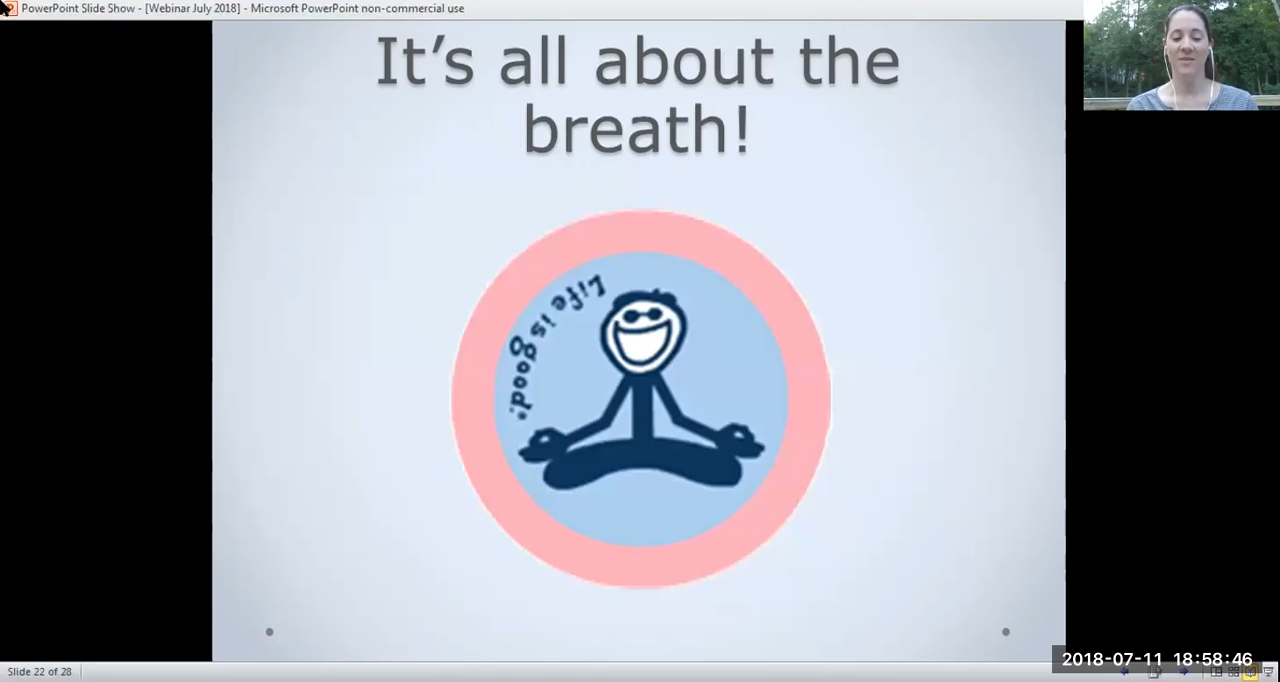 PowerPoint Slide Show - [Webinar July 2018] - Microsoft PowerPoint non-commercial use
It's all about the
breath!
Life is good.
2018-07-11 18:58:46
Slide 22 of 28